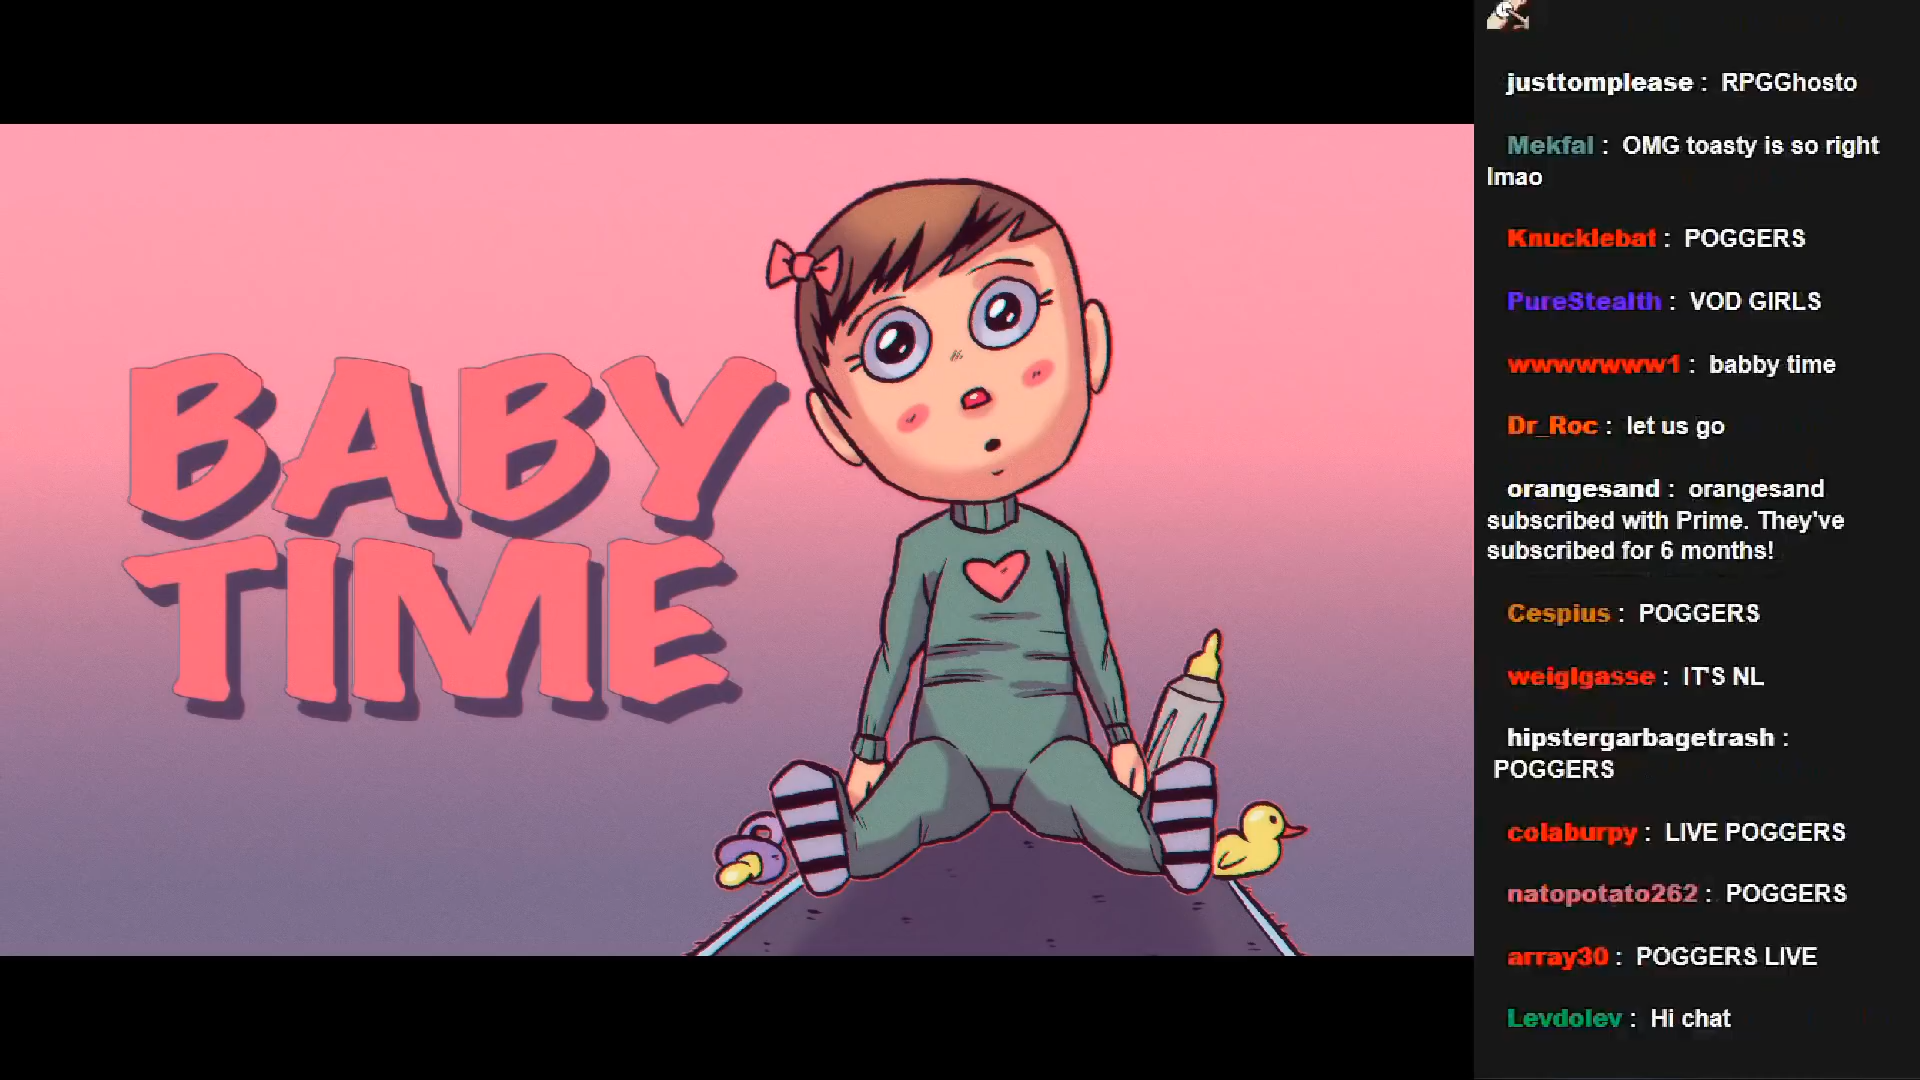 BABY
TIME
justtomplease : RPGGhosto
Mekfal : OMG toasty is so right
lmao
Knucklebat : POGGERS
PureStealth : VOD GIRLS
wwwwwww1 : babby time
Dr_Roc : let us go
orangesand : orangesand
subscribed with Prime. They've
subscribed for 6 months!
Cespius : POGGERS
weiglgasse : IT'S NL
hipstergarbagetrash :
POGGERS
colaburpy : LIVE POGGERS
natopotato262 : POGGERS
array30 : POGGERS LIVE
Levdolev : Hi chat